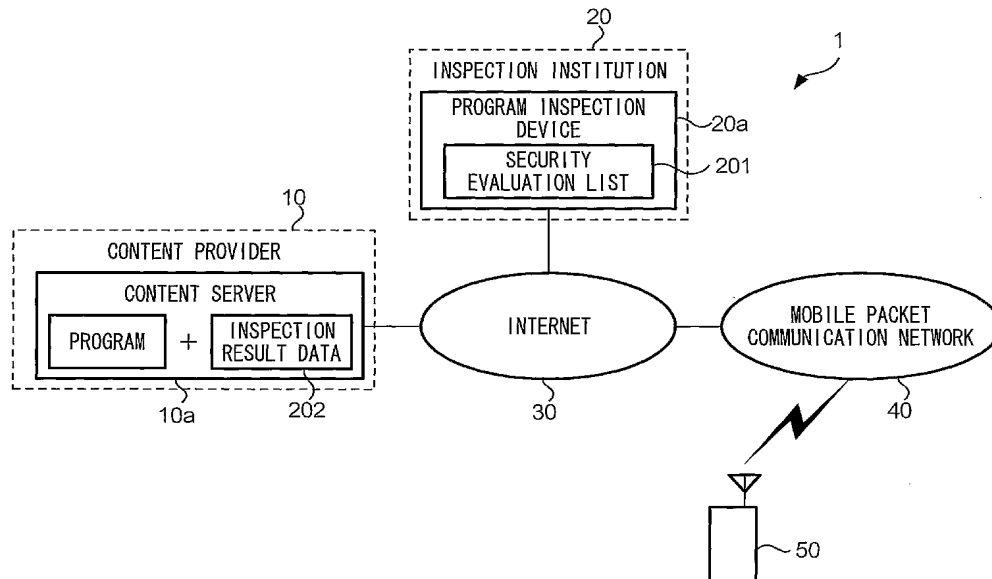 20
1
INSPECTION INSTITUTION
PROGRAM INSPECTION
DEVICE
20a
SECURITY
EVALUATION LIST
201
10
CONTENT PROVIDER
CONTENT SERVER
PROGRAM
+
INSPECTION
RESULT DATA
10a
202
INTERNET
30
MOBILE PACKET
COMMUNICATION NETWORK
40
50